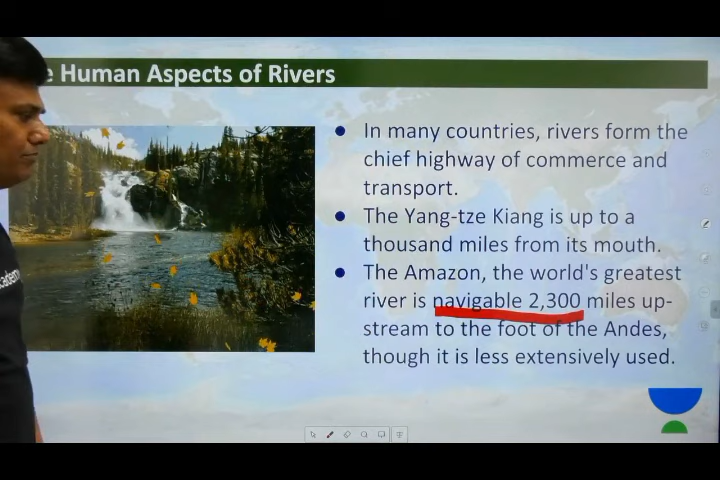 e Human Aspects of Rivers
In many countries, rivers form the
chief highway of commerce and
transport.
The Yang-tze Kiang is up to a
thousand miles from its mouth.
The Amazon, the world's greatest
river is navigable 2,300 miles up-
stream to the foot of the Andes,
though it is less extensively used.
cademy